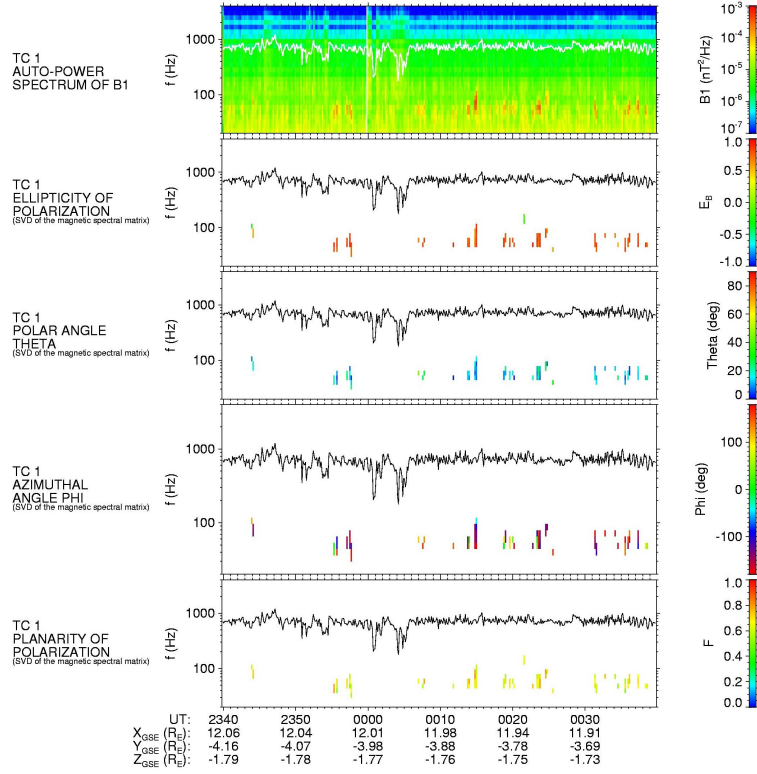 TC 1
AUTO-POWER
SPECTRUM OF B1
f (Hz)
1000
100
B1 (nT²/Hz)
10⁻³
10⁻⁴
10⁻⁵
10⁻⁶
10⁻⁷
TC 1
ELLIPTICITY OF
POLARIZATION
(SVD of the magnetic spectral matrix)
f (Hz)
1000
100
E_B
1.0
0.5
0.0
-0.5
-1.0
TC 1
POLAR ANGLE
THETA
(SVD of the magnetic spectral matrix)
f (Hz)
1000
100
Theta (deg)
80
60
40
20
0
TC 1
AZIMUTHAL
ANGLE PHI
(SVD of the magnetic spectral matrix)
f (Hz)
1000
100
Phi (deg)
100
0
-100
TC 1
PLANARITY OF
POLARIZATION
(SVD of the magnetic spectral matrix)
f (Hz)
1000
100
F
1.0
0.8
0.6
0.4
0.2
0.0
UT: 2340 2350 0000 0010 0020 0030
X_GSE (R_E): 12.06 12.04 12.01 11.98 11.94 11.91
Y_GSE (R_E): -4.16 -4.07 -3.98 -3.88 -3.78 -3.69
Z_GSE (R_E): -1.79 -1.78 -1.77 -1.76 -1.75 -1.73